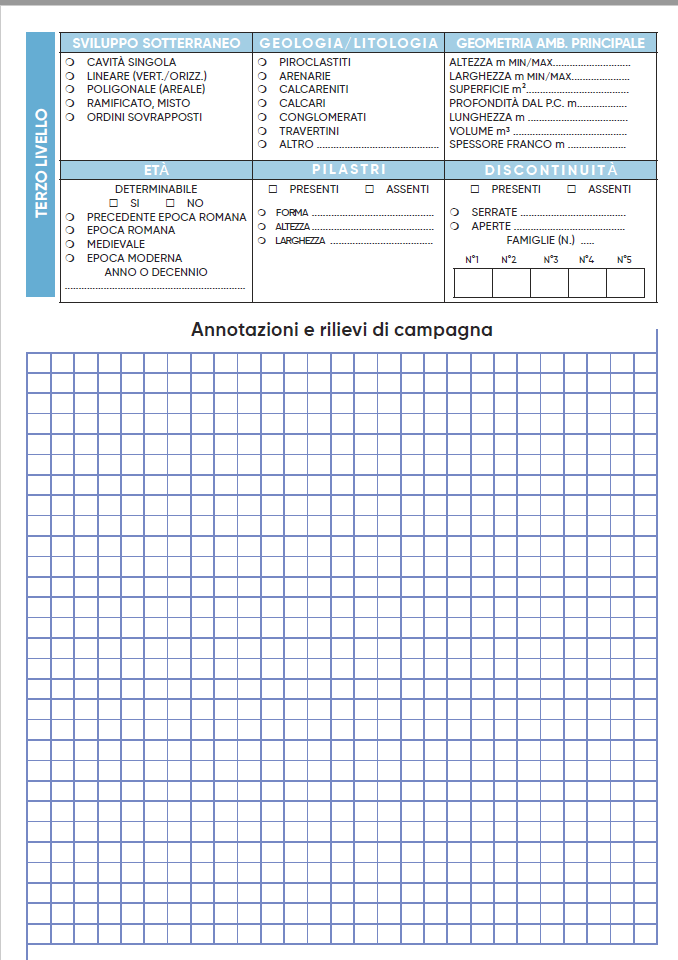 TERZO LIVELLO
SVILUPPO SOTTERRANEO
○ CAVITÀ SINGOLA
○ LINEARE (VERT./ORIZZ.)
○ POLIGONALE (AREALE)
○ RAMIFICATO, MISTO
○ ORDINI SOVRAPPOSTI
GEOLOGIA/LITOLOGIA
○ PIROCLASTITI
○ ARENARIE
○ CALCARENITI
○ CALCARI
○ CONGLOMERATI
○ TRAVERTINI
○ ALTRO ..........................................
GEOMETRIA AMB. PRINCIPALE
ALTEZZA m MIN/MAX...........................
LARGHEZZA m MIN/MAX....................
SUPERFICIE m²...................................
PROFONDITÀ DAL P.C. m.................
LUNGHEZZA m ..................................
VOLUME m³ .......................................
SPESSORE FRANCO m ....................
ETÀ
DETERMINABILE
☐ SI ☐ NO
○ PRECEDENTE EPOCA ROMANA
○ EPOCA ROMANA
○ MEDIEVALE
○ EPOCA MODERNA
ANNO O DECENNIO
..............................................................
PILASTRI
☐ PRESENTI ☐ ASSENTI
○ FORMA ..........................................
○ ALTEZZA ..........................................
○ LARGHEZZA ....................................
DISCONTINUITÀ
☐ PRESENTI ☐ ASSENTI
○ SERRATE ....................................
○ APERTE ......................................
FAMIGLIE (N.) .....
N°1 N°2 N°3 N°4 N°5
Annotazioni e rilievi di campagna